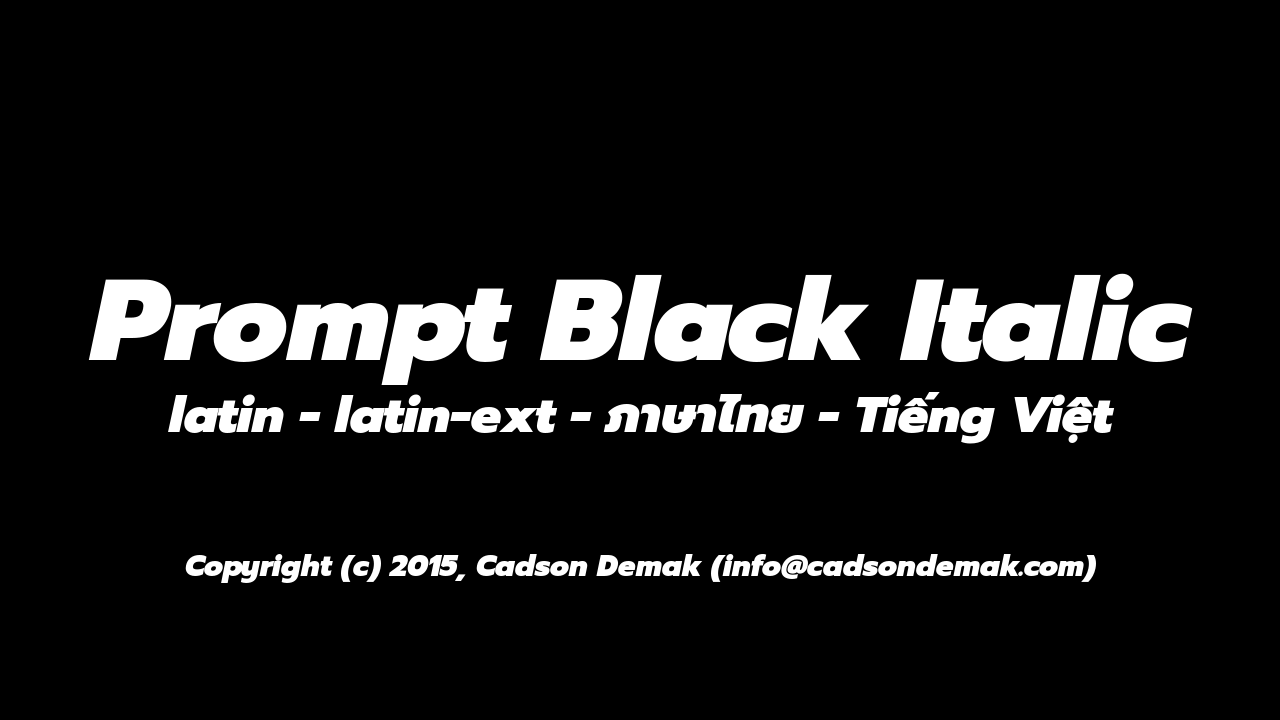 Prompt Black Italic
latin - latin-ext - ภาษาไทย - Tiếng Việt
Copyright (c) 2015, Cadson Demak (info@cadsondemak.com)